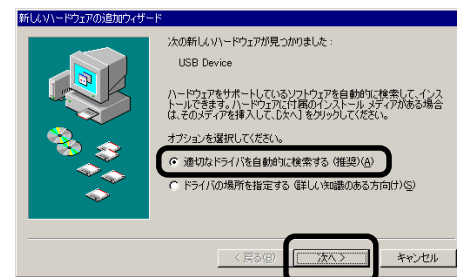 新しいハードウェアの追加ウィザード
次の新しいハードウェアが見つかりました：
USB Device
ハードウェアをサポートしているソフトウェアを自動的に検索して、インス
トールできます。ハードウェアに付属のインストール メディアがある場合
は、そのメディアを挿入して、[次へ] をクリックしてください。
オプションを選択してください。
適切なドライバを自動的に検索する (推奨)(A)
ドライバの場所を指定する (詳しい知識のある方向け)(S)
< 戻る(B)
次へ >
キャンセル